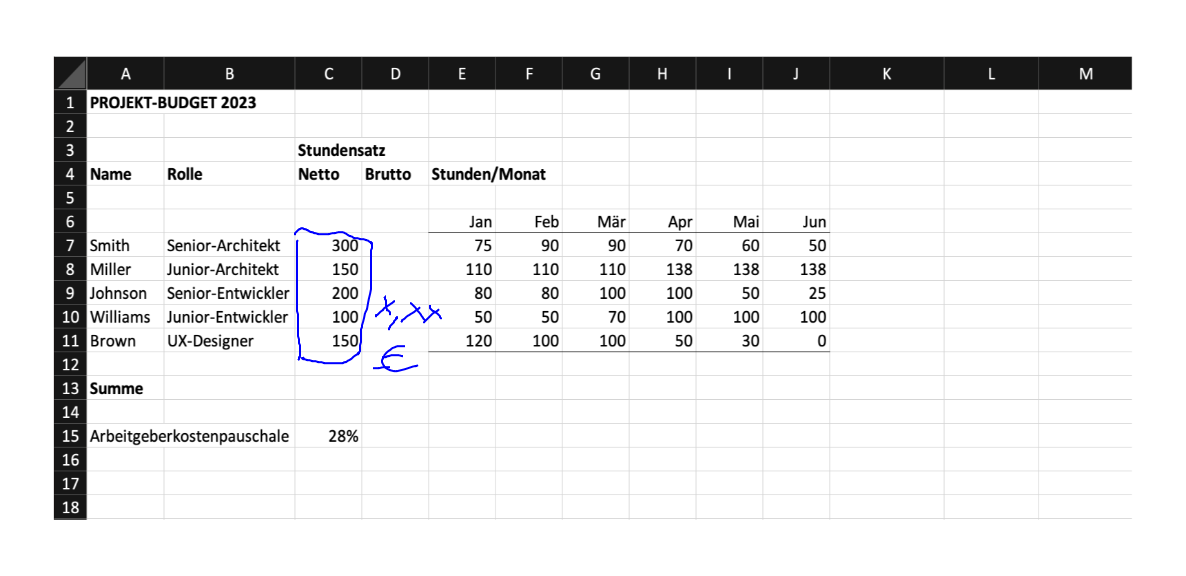 A B C D E F G H I J K L M
1 PROJEKT-BUDGET 2023
2
3 Stundensatz
4 Name Rolle Netto Brutto Stunden/Monat
5
6 Jan Feb Mär Apr Mai Jun
7 Smith Senior-Architekt 300 75 90 90 70 60 50
8 Miller Junior-Architekt 150 110 110 110 138 138 138
9 Johnson Senior-Entwickler 200 80 80 100 100 50 25
10 Williams Junior-Entwickler 100 x,xx 50 50 70 100 100 100
11 Brown UX-Designer 150 € 120 100 100 50 30 0
12
13 Summe
14
15 Arbeitgeberkostenpauschale 28%
16
17
18